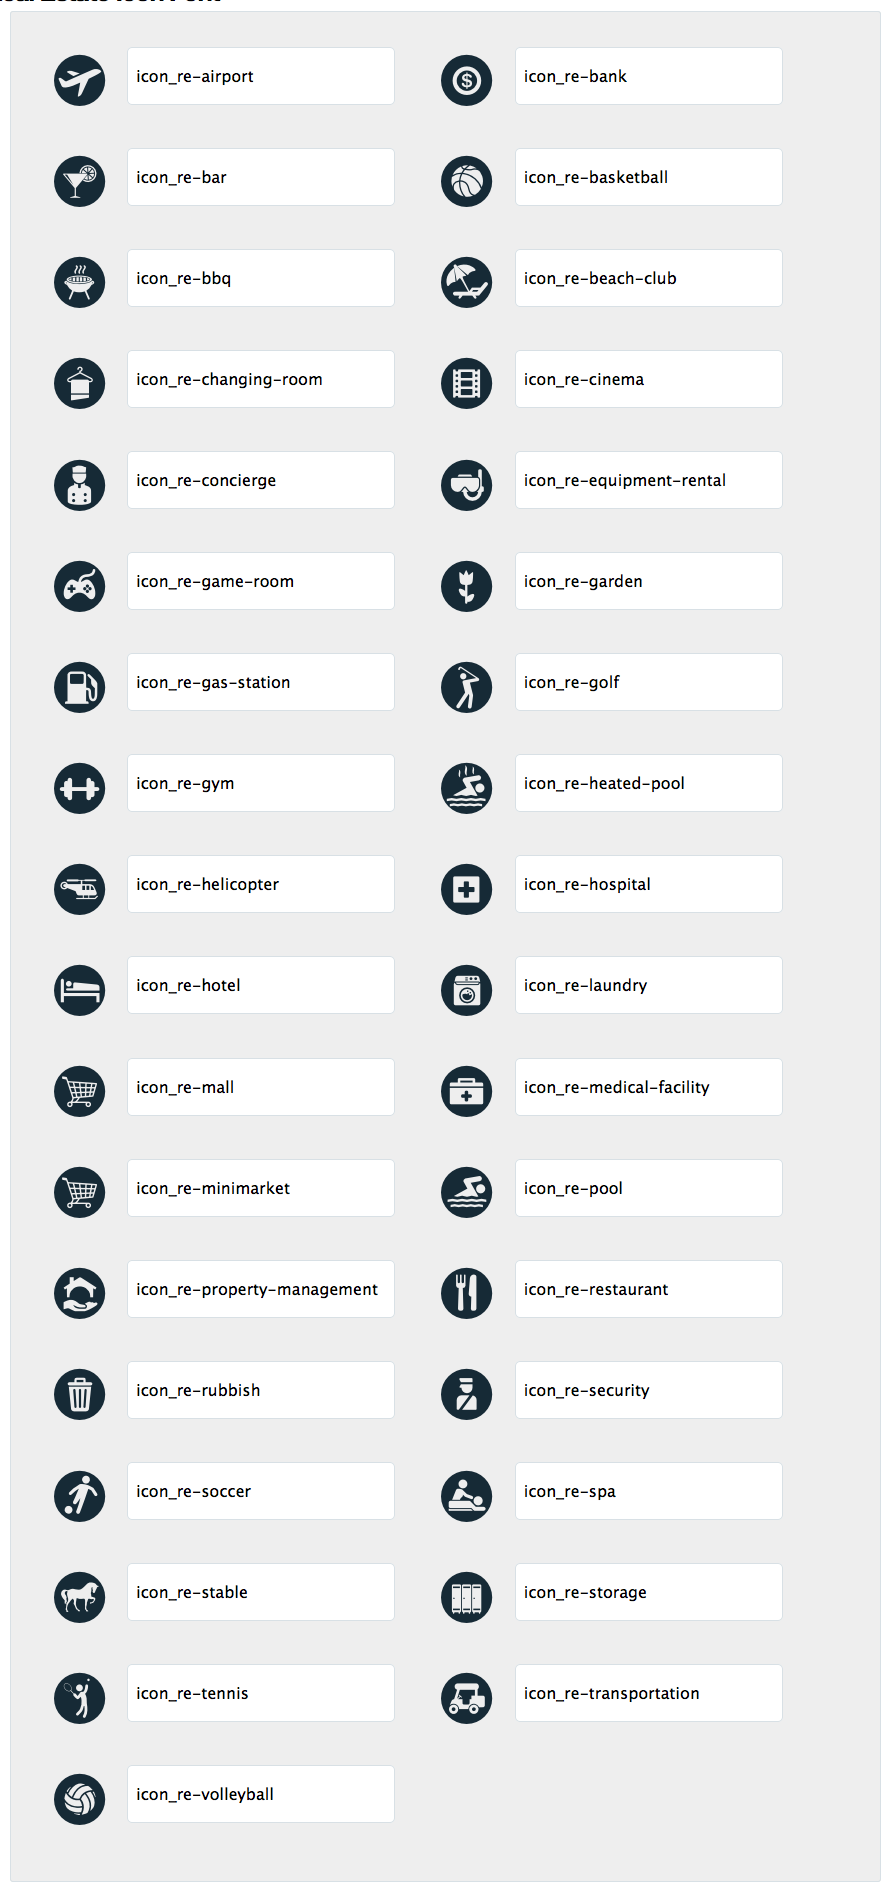 Real Estate Icon Font
icon_re-airport
icon_re-bank
icon_re-bar
icon_re-basketball
icon_re-bbq
icon_re-beach-club
icon_re-changing-room
icon_re-cinema
icon_re-concierge
icon_re-equipment-rental
icon_re-game-room
icon_re-garden
icon_re-gas-station
icon_re-golf
icon_re-gym
icon_re-heated-pool
icon_re-helicopter
icon_re-hospital
icon_re-hotel
icon_re-laundry
icon_re-mall
icon_re-medical-facility
icon_re-minimarket
icon_re-pool
icon_re-property-management
icon_re-restaurant
icon_re-rubbish
icon_re-security
icon_re-soccer
icon_re-spa
icon_re-stable
icon_re-storage
icon_re-tennis
icon_re-transportation
icon_re-volleyball